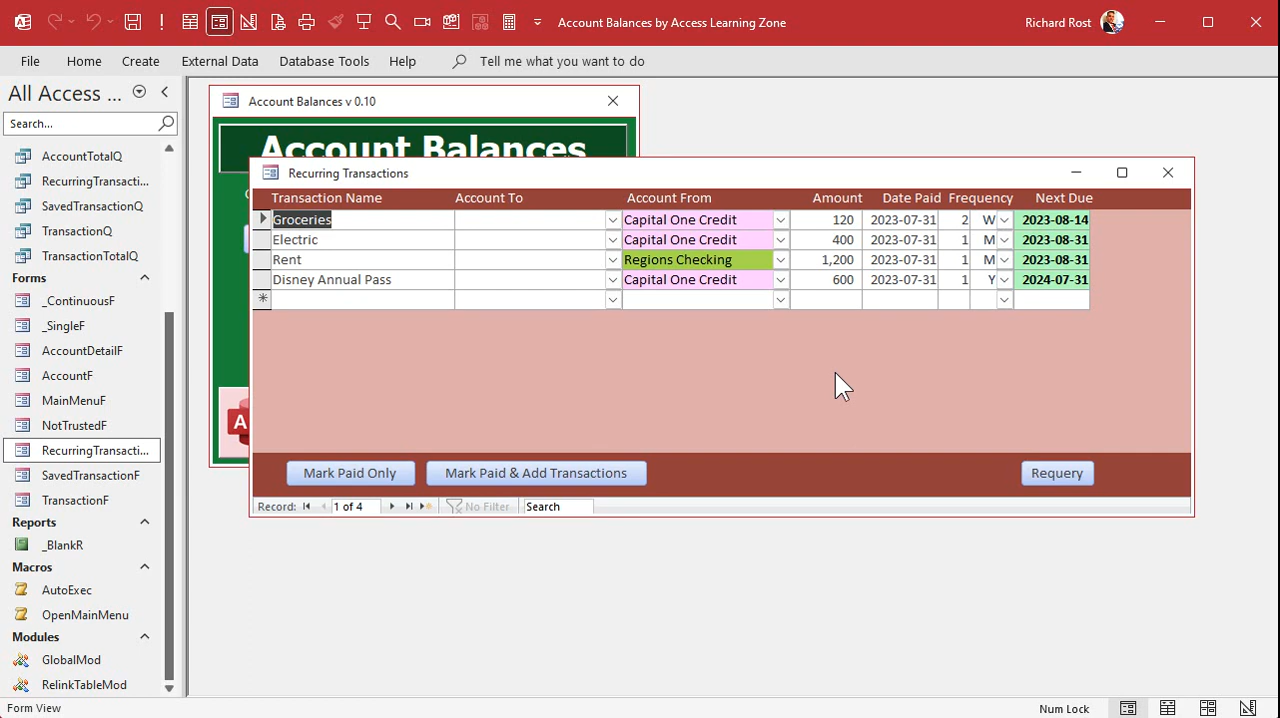 Account Balances by Access Learning Zone
Richard Rost
File Home Create External Data Database Tools Help Tell me what you want to do
All Access ...
Search...
AccountTotalQ
RecurringTransacti...
SavedTransactionQ
TransactionQ
TransactionTotalQ
Forms
_ContinuousF
_SingleF
AccountDetailF
AccountF
MainMenuF
NotTrustedF
RecurringTransacti...
SavedTransactionF
TransactionF
Reports
_BlankR
Macros
AutoExec
OpenMainMenu
Modules
GlobalMod
RelinkTableMod
Account Balances v 0.10
Account Balances
A
Recurring Transactions
Transaction Name Account To Account From Amount Date Paid Frequency Next Due
Groceries Capital One Credit 120 2023-07-31 2 W 2023-08-14
Electric Capital One Credit 400 2023-07-31 1 M 2023-08-31
Rent Regions Checking 1,200 2023-07-31 1 M 2023-08-31
Disney Annual Pass Capital One Credit 600 2023-07-31 1 Y 2024-07-31
Mark Paid Only Mark Paid & Add Transactions Requery
Record: 1 of 4 No Filter Search
Form View Num Lock